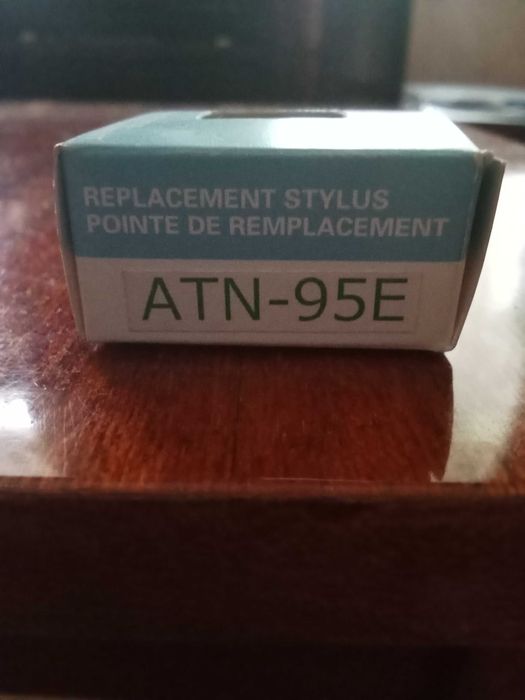 REPLACEMENT STYLUS
POINTE DE REMPLACEMENT
ATN-95E